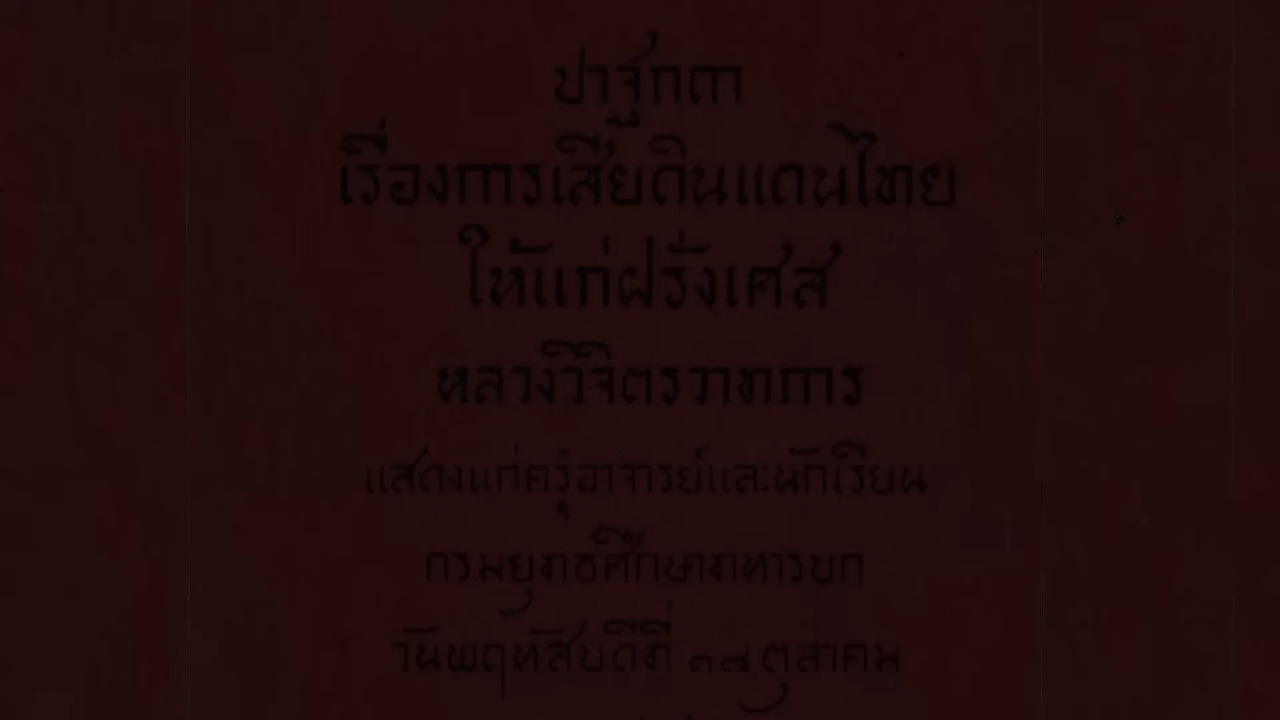 ปาฐกถา
เรื่องการเสียดินแดนไทย
ให้แก่ฝรั่งเศส
หลวงวิจิตรวาทการ
แสดงแก่ครูอาจารย์และนักเรียน
กรมยุทธศึกษาทหารบก
วันพฤหัสบดีที่ ๑๗ ตุลาคม